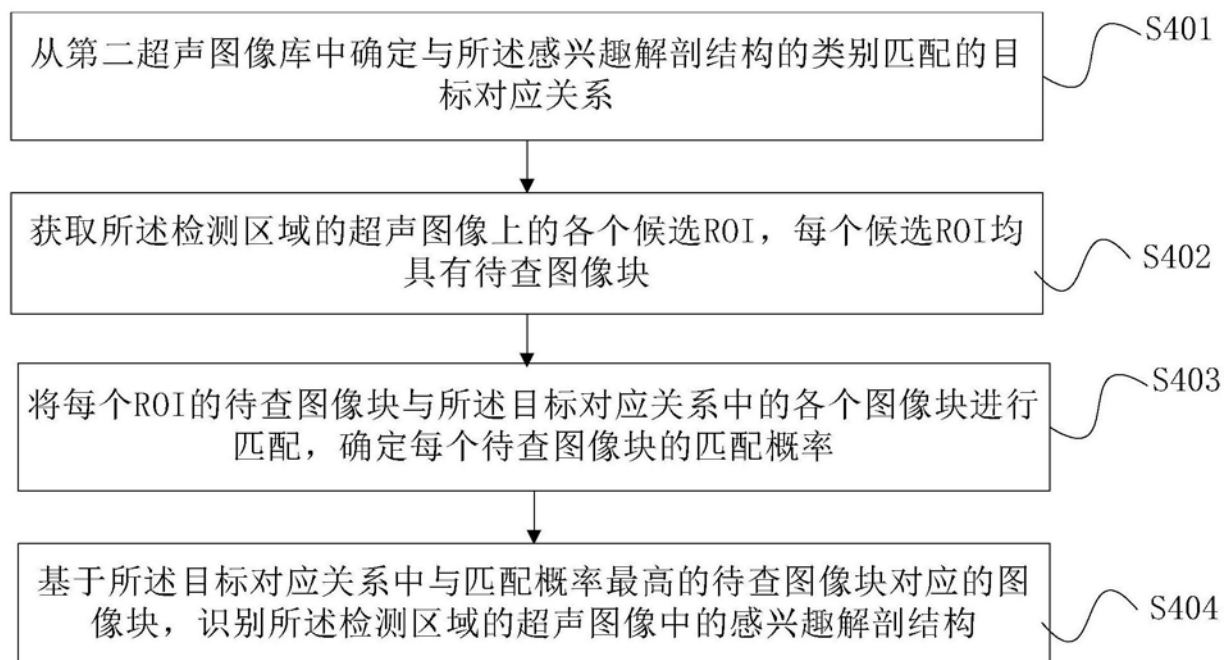 从第二超声图像库中确定与所述感兴趣解剖结构的类别匹配的目
标对应关系
S401
获取所述检测区域的超声图像上的各个候选ROI，每个候选ROI均
具有待查图像块
S402
将每个ROI的待查图像块与所述目标对应关系中的各个图像块进行
匹配，确定每个待查图像块的匹配概率
S403
基于所述目标对应关系中与匹配概率最高的待查图像块对应的图
像块，识别所述检测区域的超声图像中的感兴趣解剖结构
S404